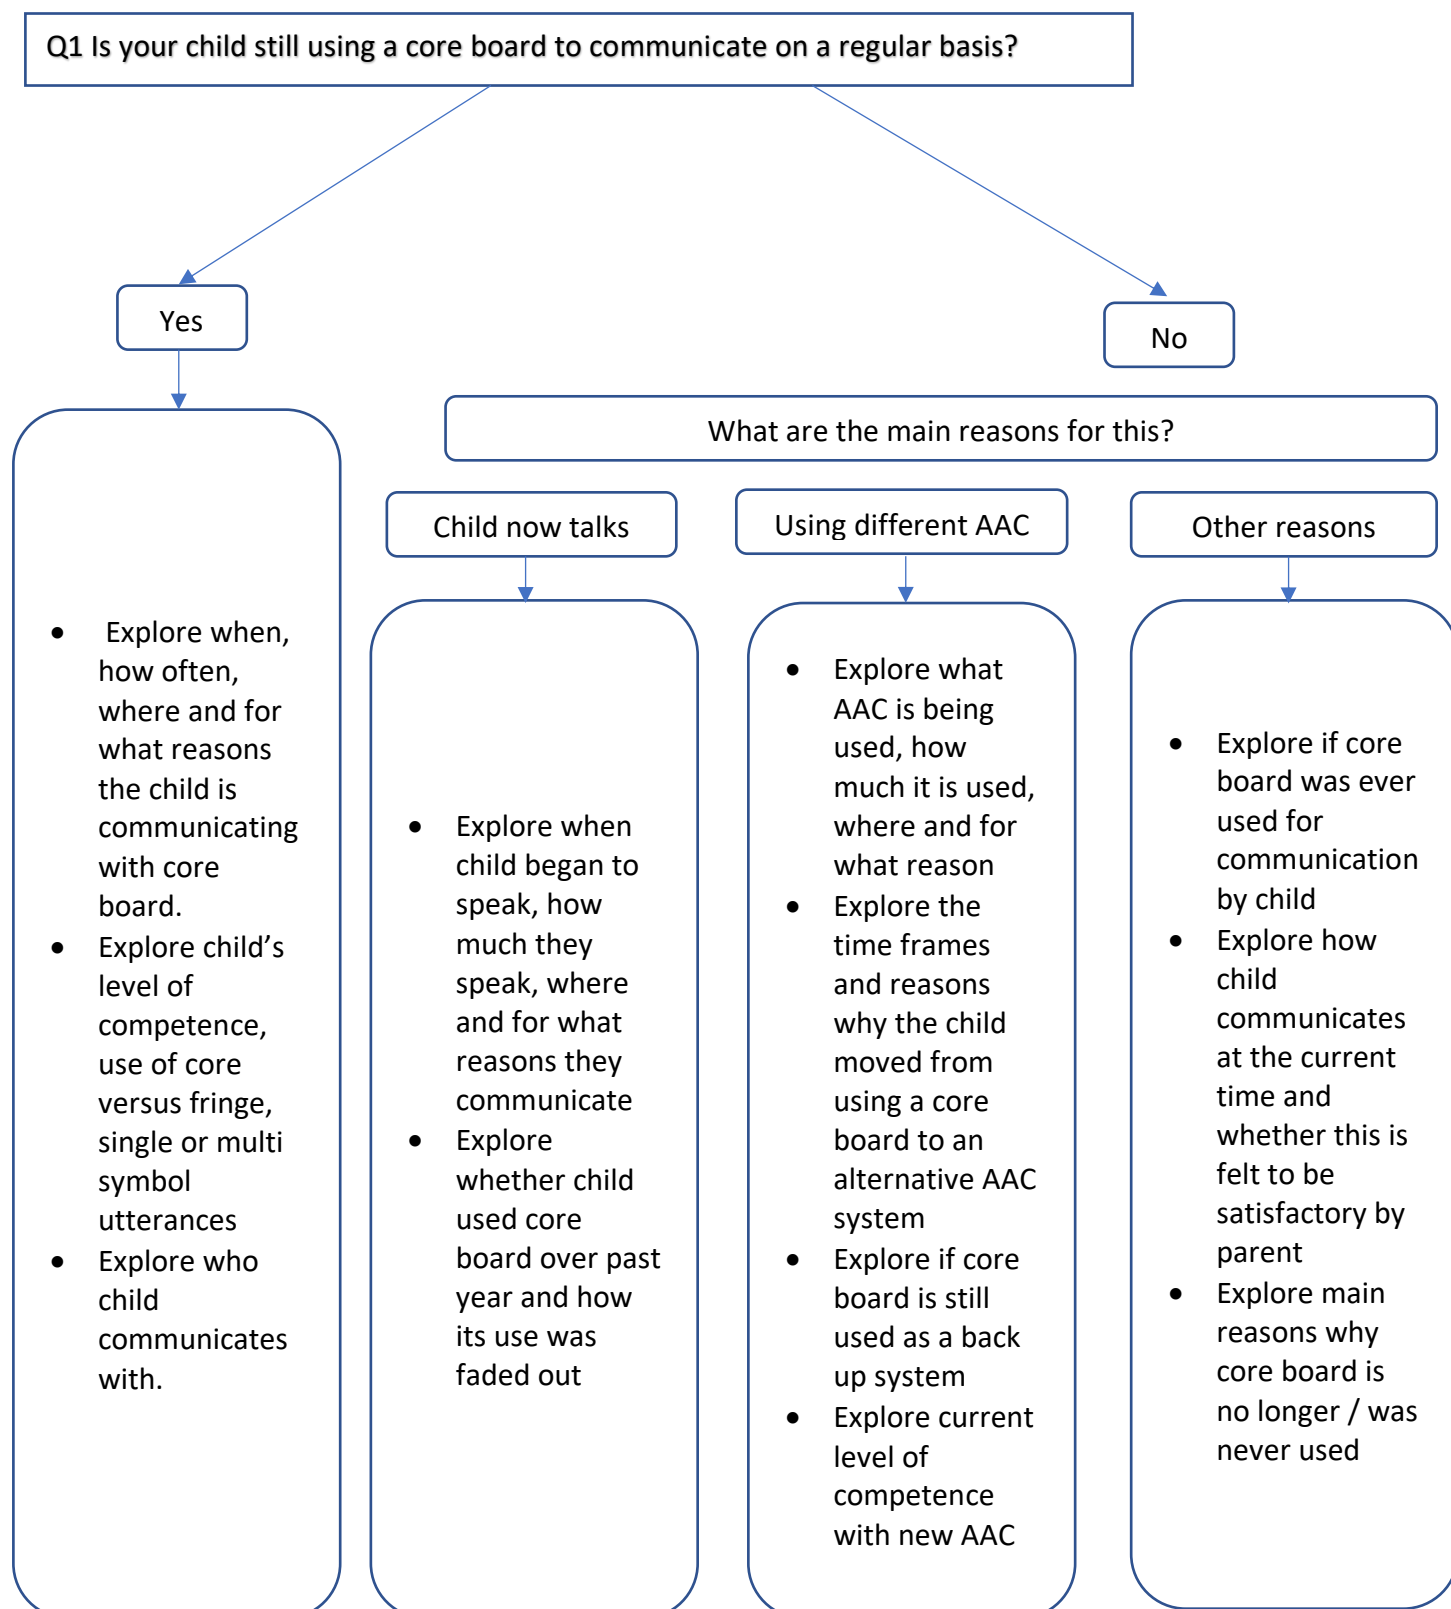 Q1 Is your child still using a core board to communicate on a regular basis?
Yes
No
What are the main reasons for this?
Child now talks
Using different AAC
Other reasons
• Explore when,
how often,
where and for
what reasons
the child is
communicating
with core
board.
• Explore child’s
level of
competence,
use of core
versus fringe,
single or multi
symbol
utterances
• Explore who
child
communicates
with.
• Explore when
child began to
speak, how
much they
speak, where
and for what
reasons they
communicate
• Explore
whether child
used core
board over past
year and how
its use was
faded out
• Explore what
AAC is being
used, how
much it is used,
where and for
what reason
• Explore the
time frames
and reasons
why the child
moved from
using a core
board to an
alternative AAC
system
• Explore if core
board is still
used as a back
up system
• Explore current
level of
competence
with new AAC
• Explore if core
board was ever
used for
communication
by child
• Explore how
child
communicates
at the current
time and
whether this is
felt to be
satisfactory by
parent
• Explore main
reasons why
core board is
no longer / was
never used